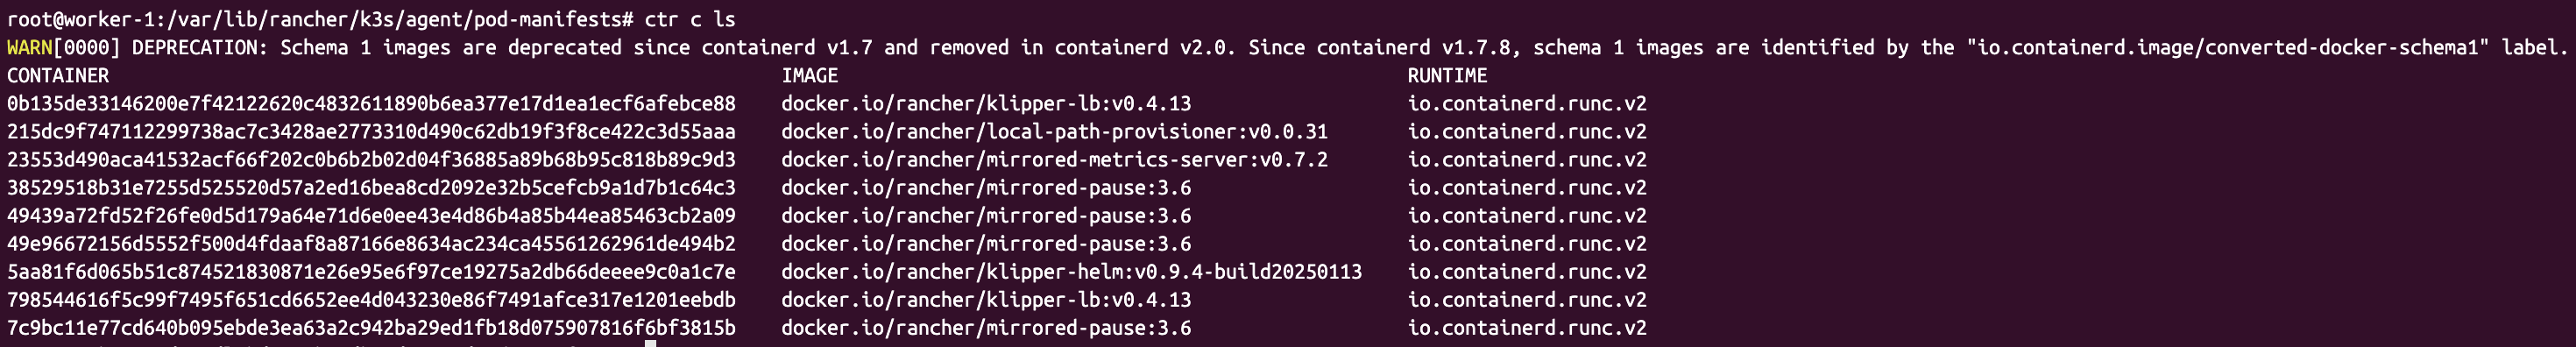 root@worker-1:/var/lib/rancher/k3s/agent/pod-manifests# ctr c ls
WARN[0000] DEPRECATION: Schema 1 images are deprecated since containerd v1.7 and removed in containerd v2.0. Since containerd v1.7.8, schema 1 images are identified by the "io.containerd.image/converted-docker-schema1" label.
CONTAINER IMAGE RUNTIME
0b135de33146200e7f42122620c4832611890b6ea377e17d1ea1ecf6afebce88 docker.io/rancher/klipper-lb:v0.4.13 io.containerd.runc.v2
215dc9f747112299738ac7c3428ae2773310d490c62db19f3f8ce422c3d55aaa docker.io/rancher/local-path-provisioner:v0.0.31 io.containerd.runc.v2
23553d490aca41532acf66f202c0b6b2b02d04f36885a89b68b95c818b89c9d3 docker.io/rancher/mirrored-metrics-server:v0.7.2 io.containerd.runc.v2
38529518b31e7255d525520d57a2ed16bea8cd2092e32b5cefcb9a1d7b1c64c3 docker.io/rancher/mirrored-pause:3.6 io.containerd.runc.v2
49439a72fd52f26fe0d5d179a64e71d6e0ee43e4d86b4a85b44ea85463cb2a09 docker.io/rancher/mirrored-pause:3.6 io.containerd.runc.v2
49e96672156d5552f500d4fdaaf8a87166e8634ac234ca45561262961de494b2 docker.io/rancher/mirrored-pause:3.6 io.containerd.runc.v2
5aa81f6d065b51c874521830871e26e95e6f97ce19275a2db66deeee9c0a1c7e docker.io/rancher/klipper-helm:v0.9.4-build20250113 io.containerd.runc.v2
798544616f5c99f7495f651cd6652ee4d043230e86f7491afce317e1201eebdb docker.io/rancher/klipper-lb:v0.4.13 io.containerd.runc.v2
7c9bc11e77cd640b095ebde3ea63a2c942ba29ed1fb18d075907816f6bf3815b docker.io/rancher/mirrored-pause:3.6 io.containerd.runc.v2